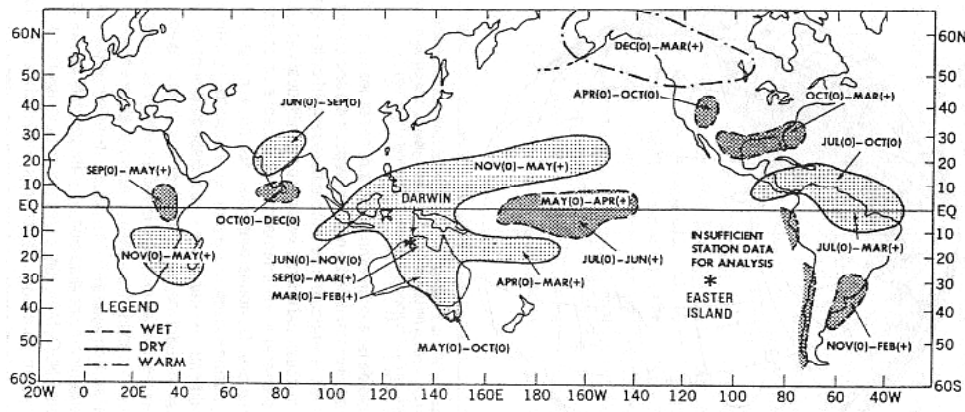 60N
50
40
30
20
10
EQ
10
20
30
40
50
60S
60N
50
40
30
20
10
EQ
10
20
30
40
50
60S
DEC(0)–MAR(+)
JUN(0)–SEP(0)
APR(0)–OCT(0)
OCT(0)–MAR(+)
JUL(0)–OCT(0)
SEP(0)–MAY(+)
NOV(0)–MAY(+)
DARWIN
MAY(0)–APR(+)
OCT(0)–DEC(0)
NOV(0)–MAY(+)
JUN(0)–NOV(0)
SEP(0)–MAR(+)
MAR(0)–FEB(+)
APR(0)–MAR(+)
JUL(0)–JUN(+)
INSUFFICIENT
STATION DATA
FOR ANALYSIS
*
EASTER
ISLAND
JUL(0)–MAR(+)
LEGEND
WET
DRY
WARM
MAY(0)–OCT(0)
NOV(0)–FEB(+)
20W 0 20E 40 60 80 100 120 140 160E 180 160W 140 120 100 80 60 40W